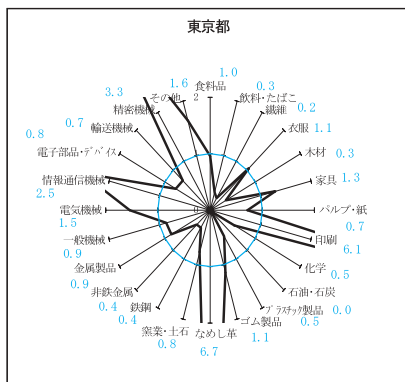 東京都
食料品
1.0
飲料・たばこ
0.3
繊維
0.2
衣服
1.1
木材
0.3
家具
1.3
パルプ・紙
0.7
印刷
6.1
化学
0.5
石油・石炭
0.0
プラスチック製品
0.5
ゴム製品
1.1
なめし革
6.7
窯業・土石
0.8
鉄鋼
0.4
非鉄金属
0.4
金属製品
0.9
一般機械
0.9
電気機械
1.5
情報通信機械
2.5
電子部品・デバイス
0.8
輸送機械
0.7
精密機械
3.3
その他
1.6
2
0